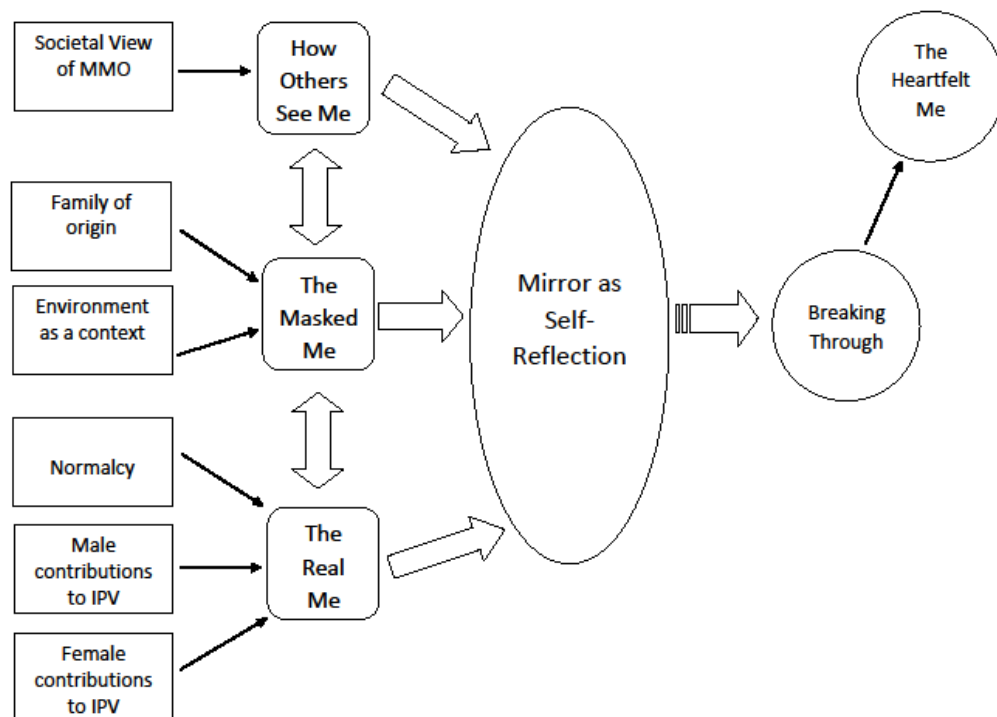 Societal View
of MMO
How
Others
See Me
The
Heartfelt
Me
Family of
origin
Environment
as a context
The
Masked
Me
Mirror as
Self-
Reflection
Breaking
Through
Normalcy
Male
contributions
to IPV
The
Real
Me
Female
contributions
to IPV